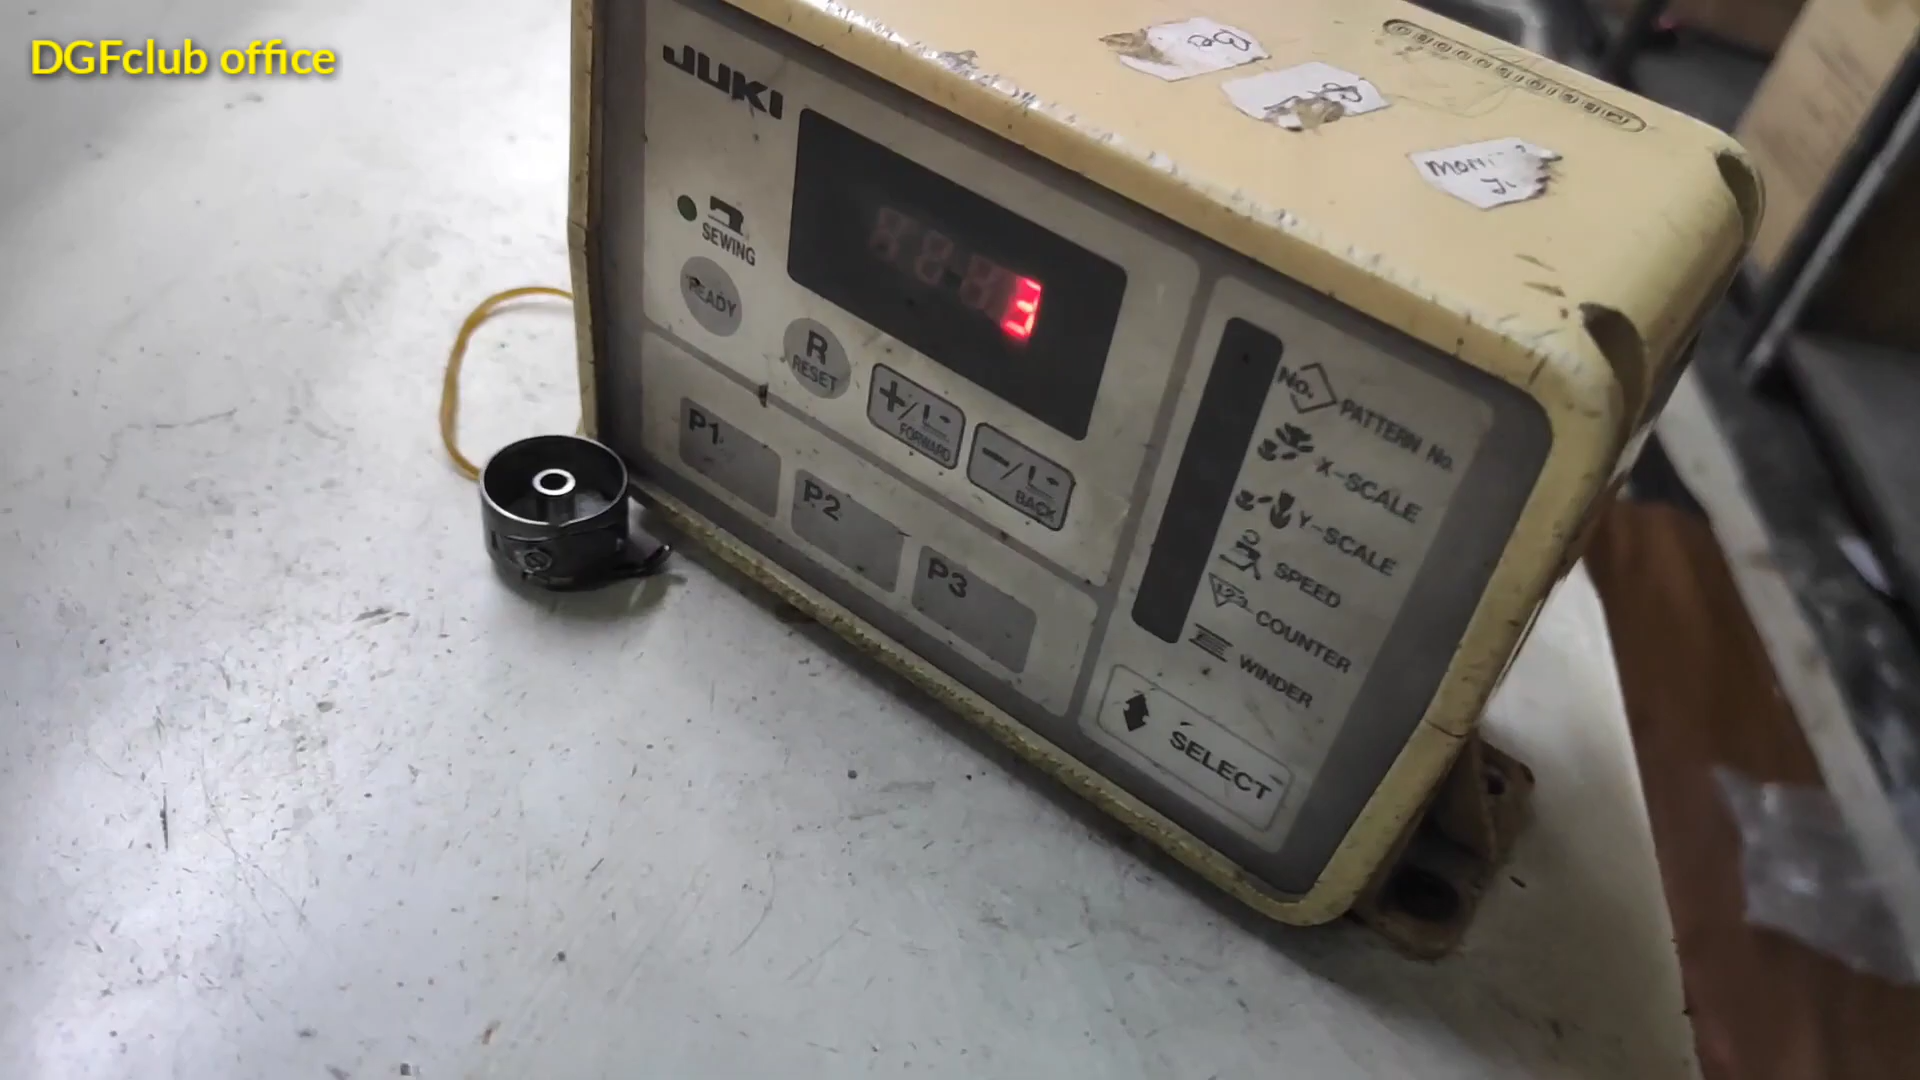 DGFclub office
JUKI
SEWING
READY
R
RESET
3
+/
FORWARD
−/
BACK
P1
P2
P3
No. PATTERN No.
X-SCALE
Y-SCALE
SPEED
123 COUNTER
WINDER
SELECT